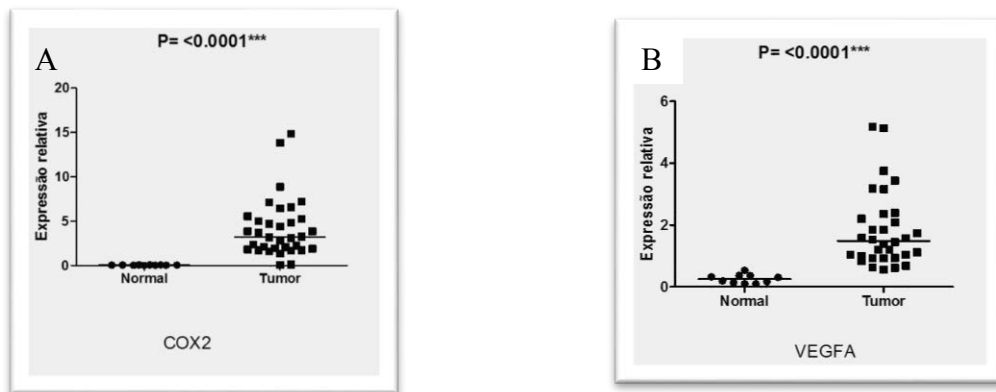 A
P= <0.0001***
Expressão relativa
20
15
10
5
0
Normal Tumor
COX2
B
P= <0.0001***
Expressão relativa
6
4
2
0
Normal Tumor
VEGFA